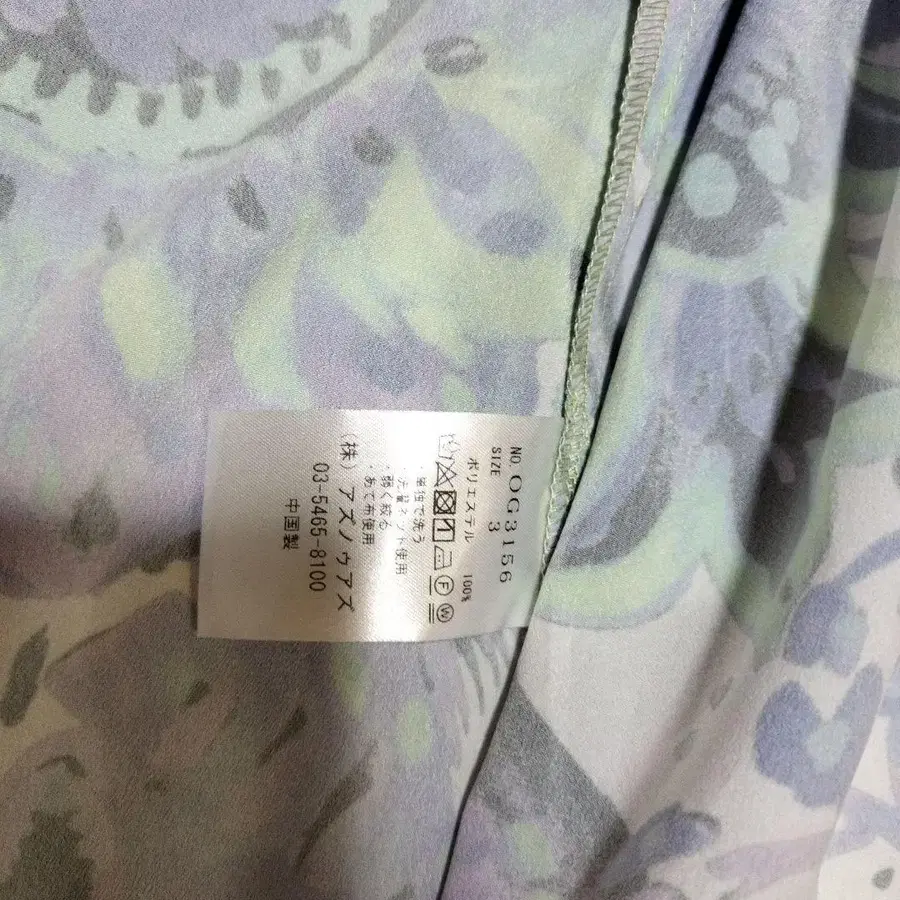 NO. OG3156
SIZE 3
ポリエステル 100%
F W
・単独で洗う
・洗濯ネット使用
・弱く絞る
・あて布使用
(株) アズノゥアズ
03-5465-8100
中国製